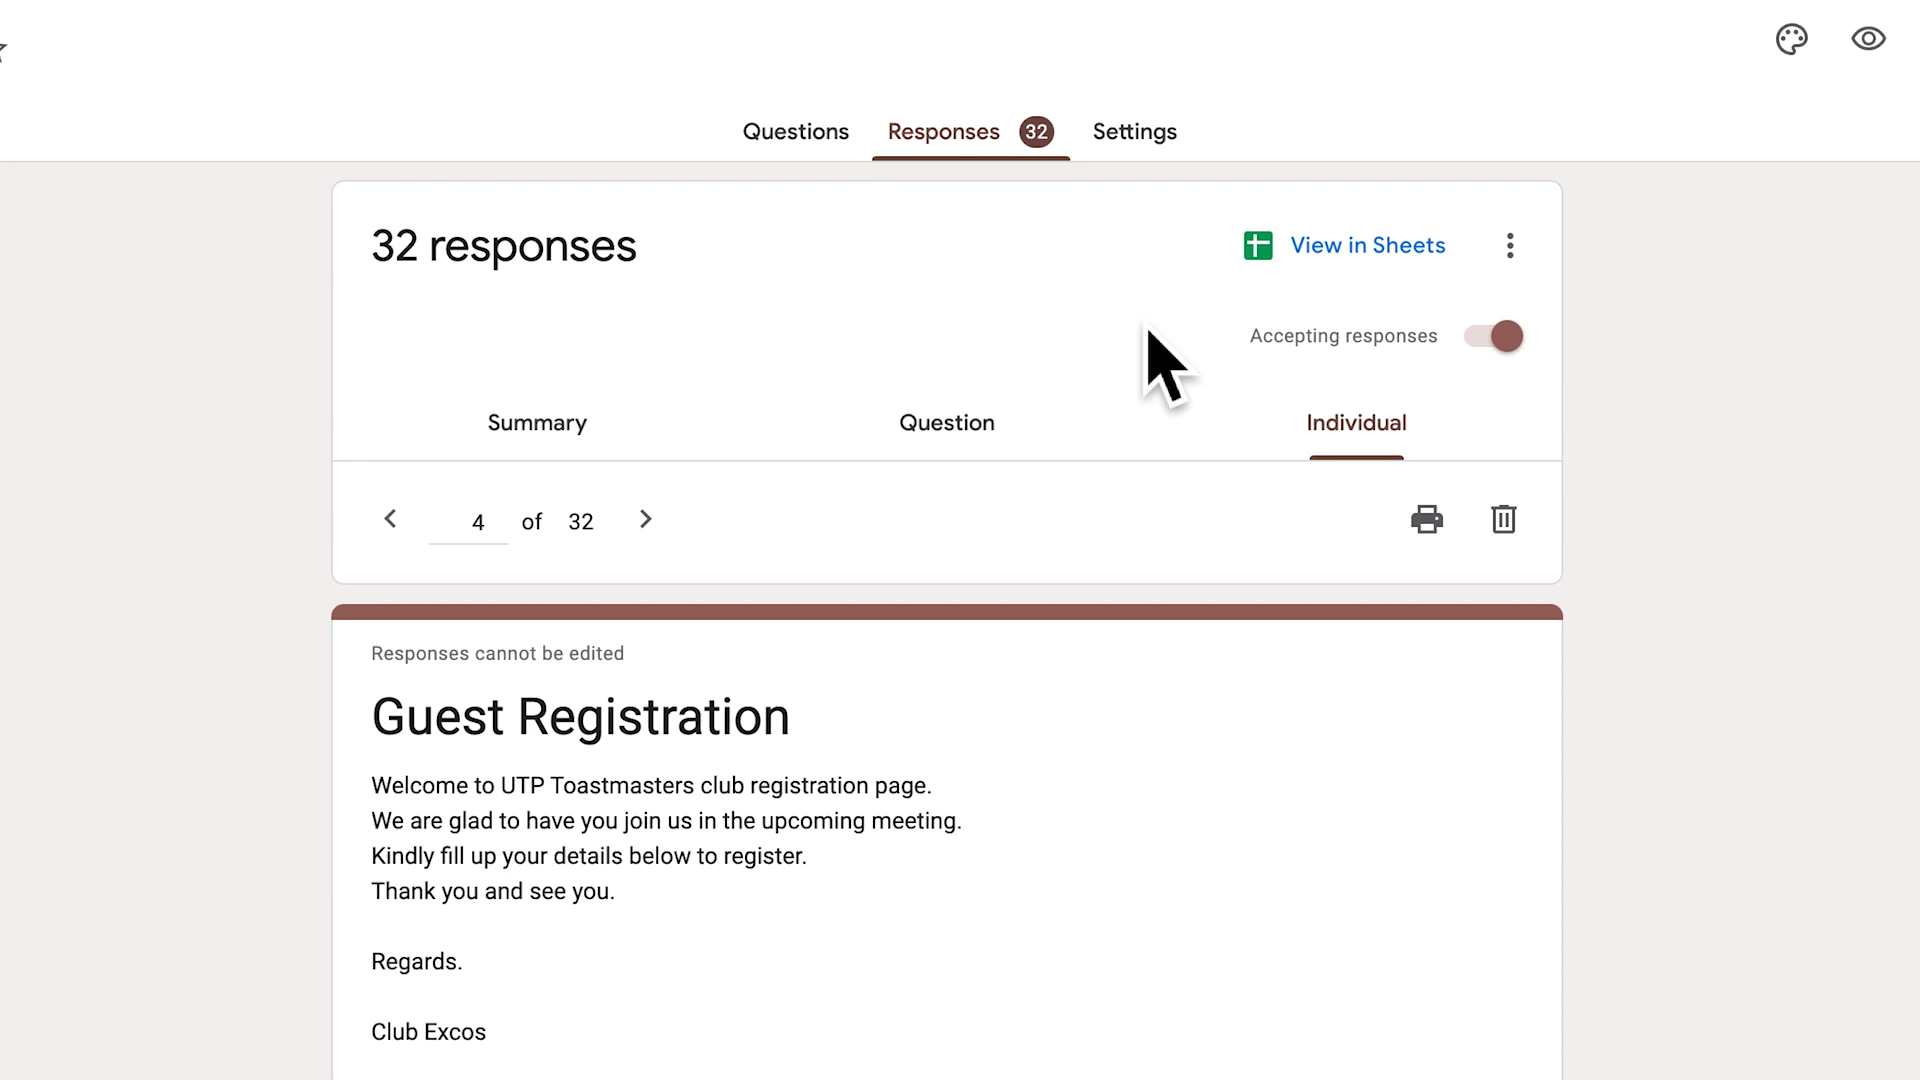 Questions Responses 32 Settings
32 responses
View in Sheets
Accepting responses
Summary Question Individual
4 of 32
Responses cannot be edited
Guest Registration
Welcome to UTP Toastmasters club registration page.
We are glad to have you join us in the upcoming meeting.
Kindly fill up your details below to register.
Thank you and see you.
Regards.
Club Excos